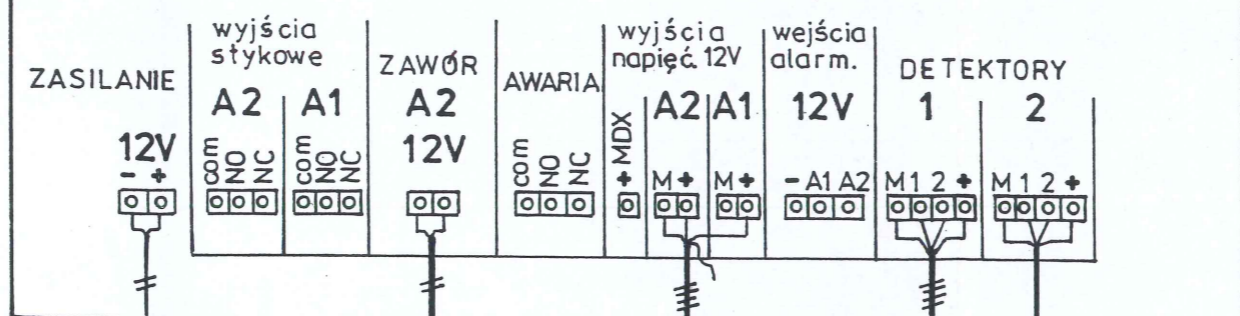 ZASILANIE
12V
- +
wyjścia
stykowe
A2 A1
com NO NC com NO NC
ZAWÓR
A2
12V
AWARIA
com NO NC
wyjścia
napięć. 12V
A2 A1
+ MDX M + M +
wejścia
alarm.
12V
- A1 A2
DETEKTORY
1 2
M 1 2 + M 1 2 +